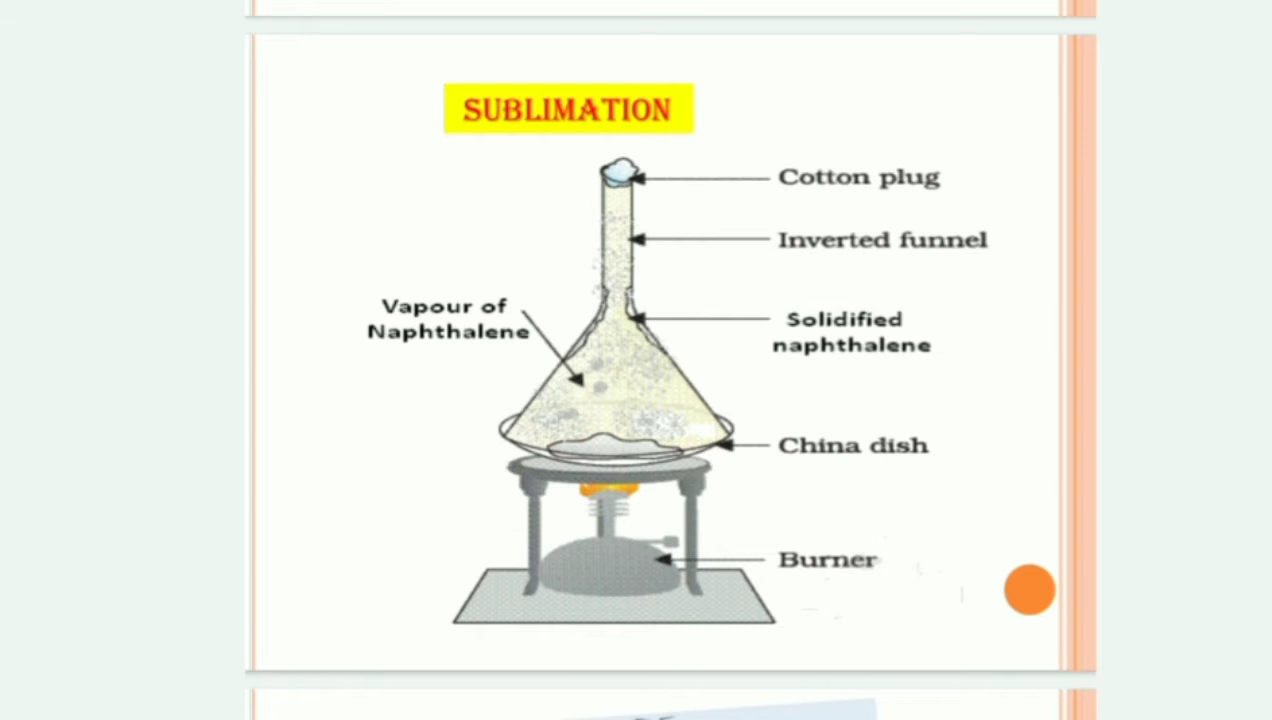 SUBLIMATION
Cotton plug
Inverted funnel
Vapour of
Naphthalene
Solidified
naphthalene
China dish
Burner